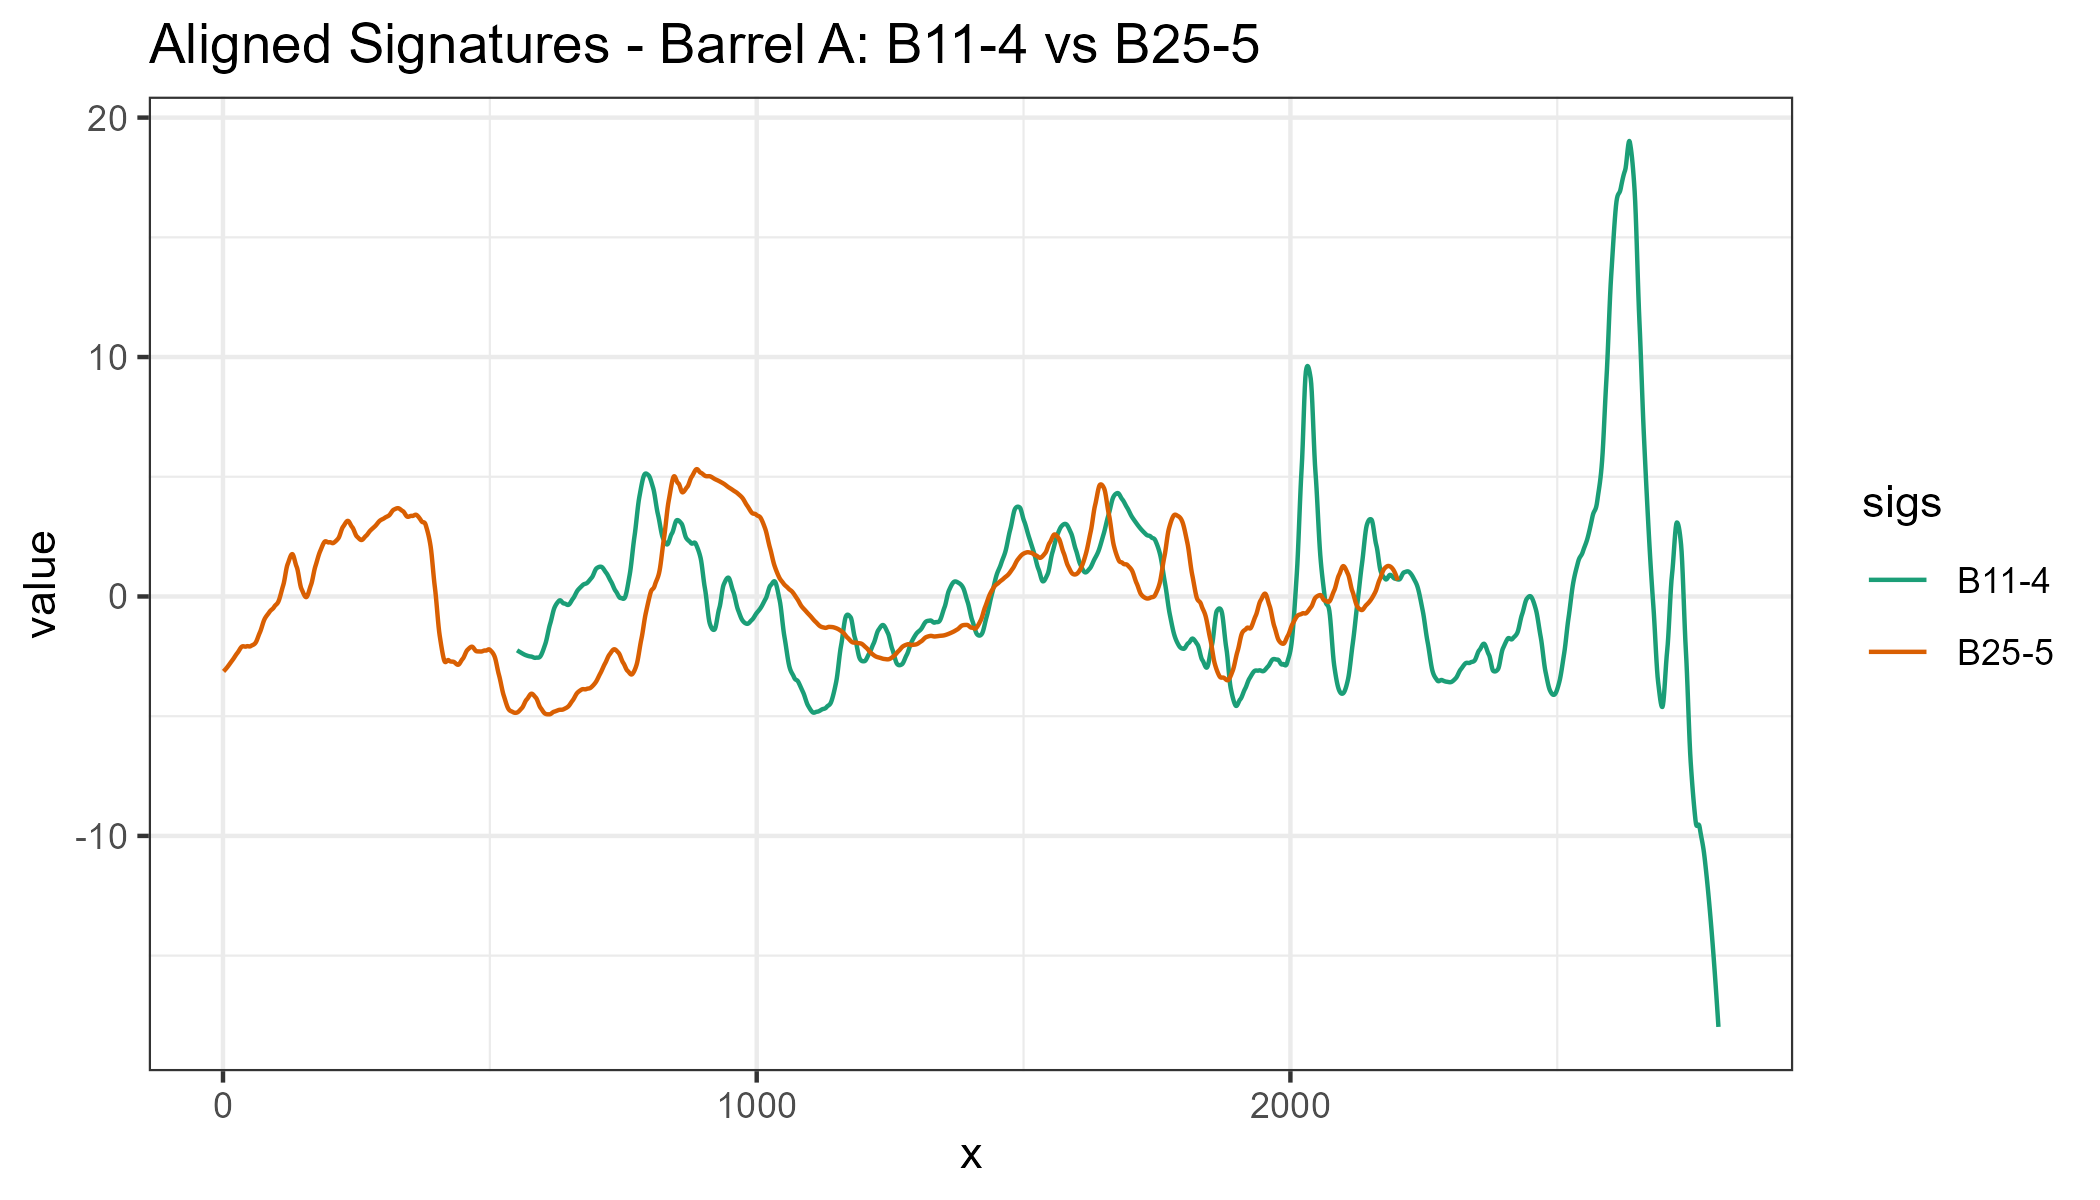 Aligned Signatures - Barrel A: B11-4 vs B25-5
20
10
0
-10
value
0 1000 2000
x
sigs
B11-4
B25-5